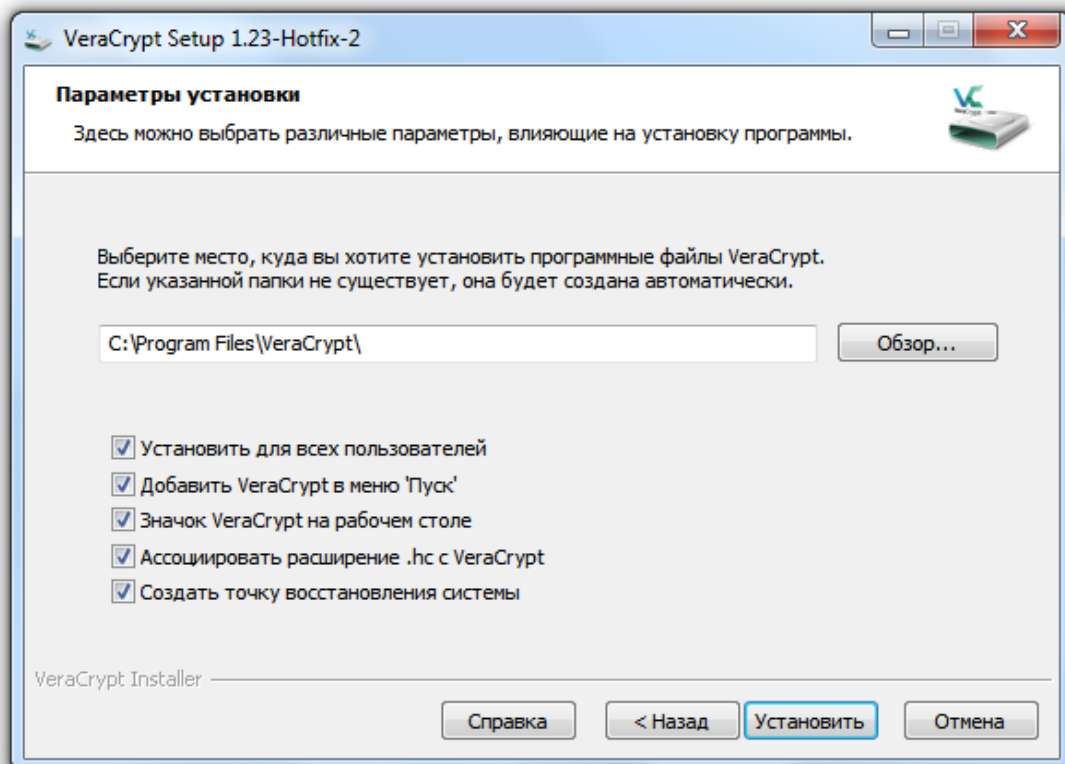 VeraCrypt Setup 1.23-Hotfix-2
Параметры установки
Здесь можно выбрать различные параметры, влияющие на установку программы.
VC
VeraCrypt
Выберите место, куда вы хотите установить программные файлы VeraCrypt.
Если указанной папки не существует, она будет создана автоматически.
C:\Program Files\VeraCrypt\
Обзор...
Установить для всех пользователей
Добавить VeraCrypt в меню 'Пуск'
Значок VeraCrypt на рабочем столе
Ассоциировать расширение .hc с VeraCrypt
Создать точку восстановления системы
VeraCrypt Installer
Справка
< Назад
Установить
Отмена